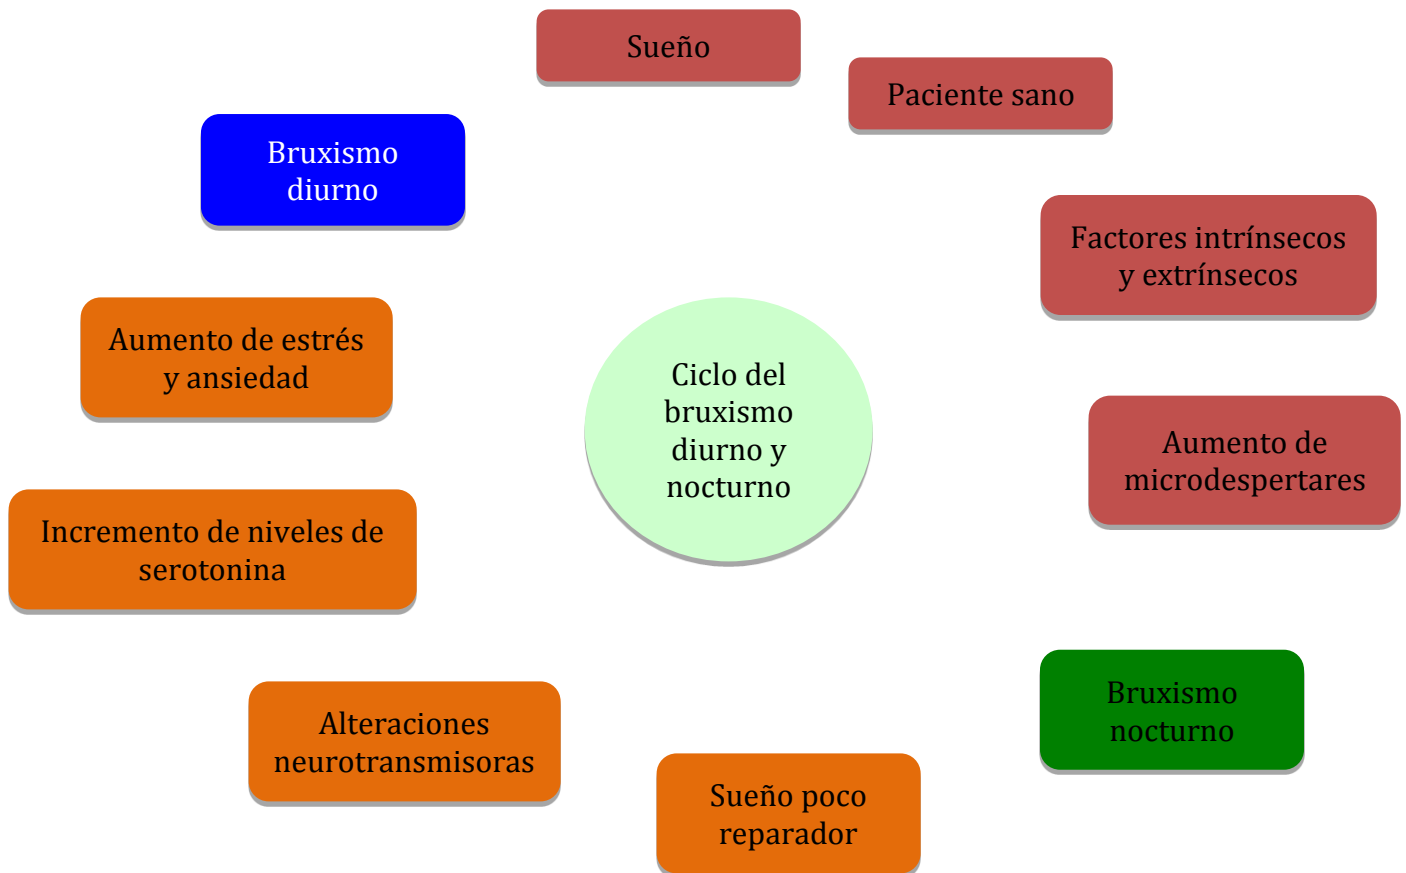 Sueño
Paciente sano
Bruxismo
diurno
Factores intrínsecos
y extrínsecos
Aumento de estrés
y ansiedad
Ciclo del
bruxismo
diurno y
nocturno
Aumento de
microdespertares
Incremento de niveles de
serotonina
Bruxismo
nocturno
Alteraciones
neurotransmisoras
Sueño poco
reparador